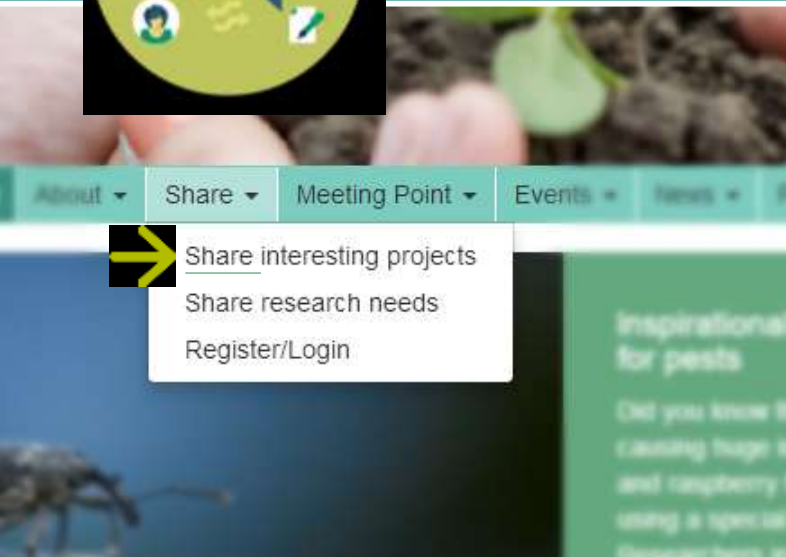 About Share Meeting Point Events News
Share interesting projects
Share research needs
Register/Login
Inspirational
for pests
Did you know
causing huge
and raspberry
using a special